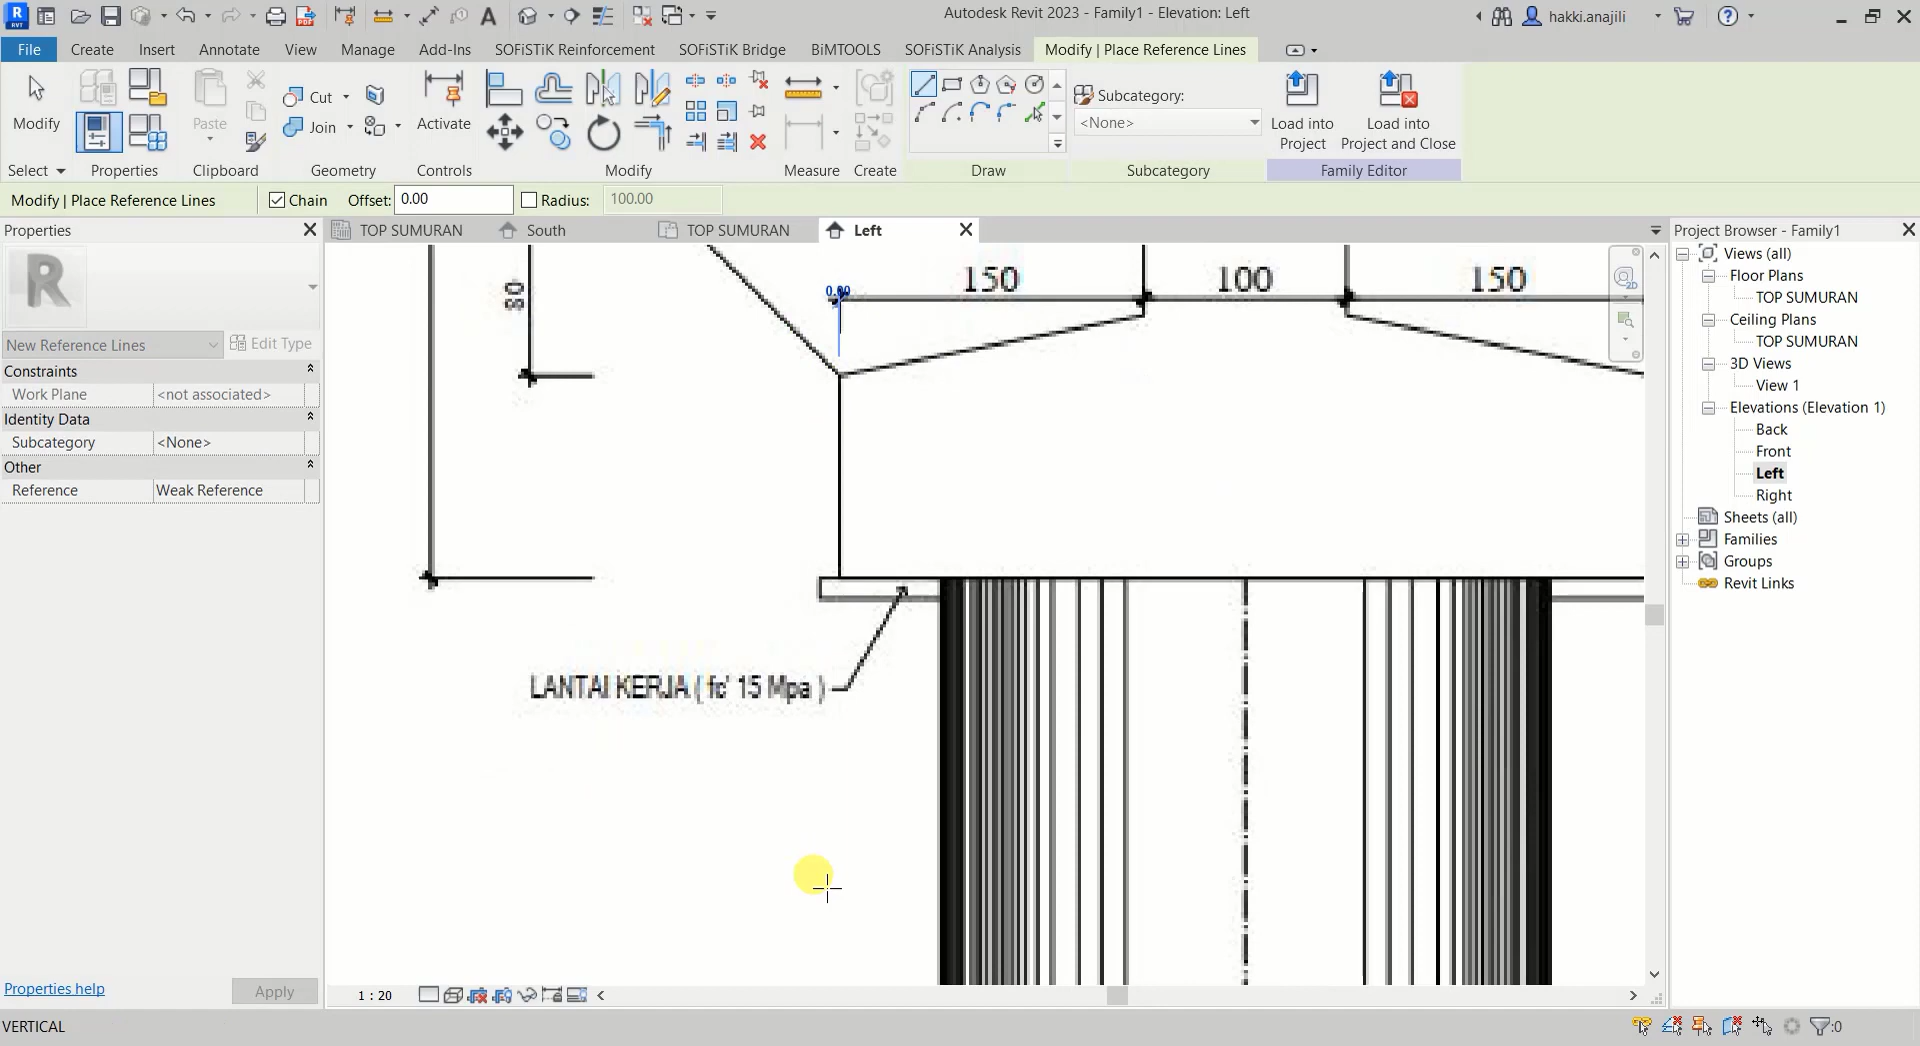 Autodesk Revit 2023 - Family1 - Elevation: Left
hakki.anajili
R
RVT
PDF
A
?
File
Create
Insert
Annotate
View
Manage
Add-Ins
SOFiSTiK Reinforcement
SOFiSTiK Bridge
BiMTOOLS
SOFiSTiK Analysis
Modify | Place Reference Lines
Modify
Paste
Cut
Join
Activate
Subcategory:
<None>
Load into
Project
Load into
Project and Close
Select
Properties
Clipboard
Geometry
Controls
Modify
Measure
Create
Draw
Subcategory
Family Editor
Modify | Place Reference Lines
Chain
Offset:
0.00
Radius:
100.00
Properties
R
New Reference Lines
Edit Type
Constraints
Work Plane
<not associated>
Identity Data
Subcategory
<None>
Other
Reference
Weak Reference
Properties help
Apply
TOP SUMURAN
South
TOP SUMURAN
Left
80
0.00
150
100
150
LANTAI KERJA ( fc' 15 Mpa )
2D
1 : 20
Project Browser - Family1
Views (all)
Floor Plans
TOP SUMURAN
Ceiling Plans
TOP SUMURAN
3D Views
View 1
Elevations (Elevation 1)
Back
Front
Left
Right
Sheets (all)
Families
Groups
Revit Links
VERTICAL
:0